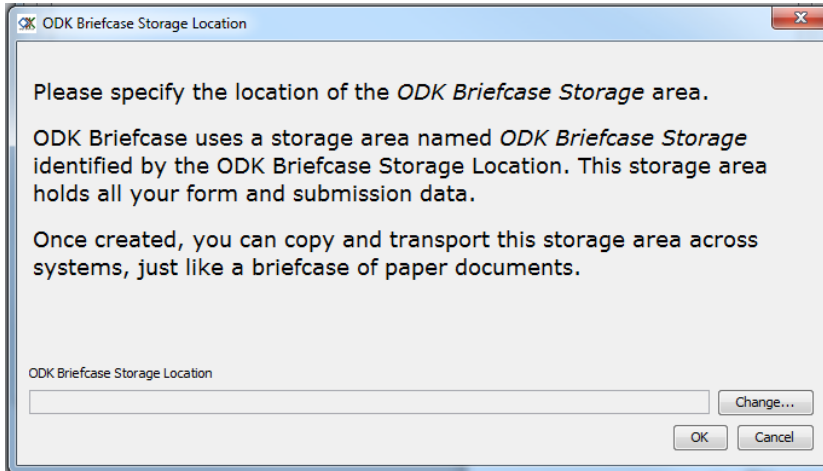 ODK Briefcase Storage Location
Please specify the location of the ODK Briefcase Storage area.
ODK Briefcase uses a storage area named ODK Briefcase Storage
identified by the ODK Briefcase Storage Location. This storage area
holds all your form and submission data.
Once created, you can copy and transport this storage area across
systems, just like a briefcase of paper documents.
ODK Briefcase Storage Location
Change...
OK Cancel